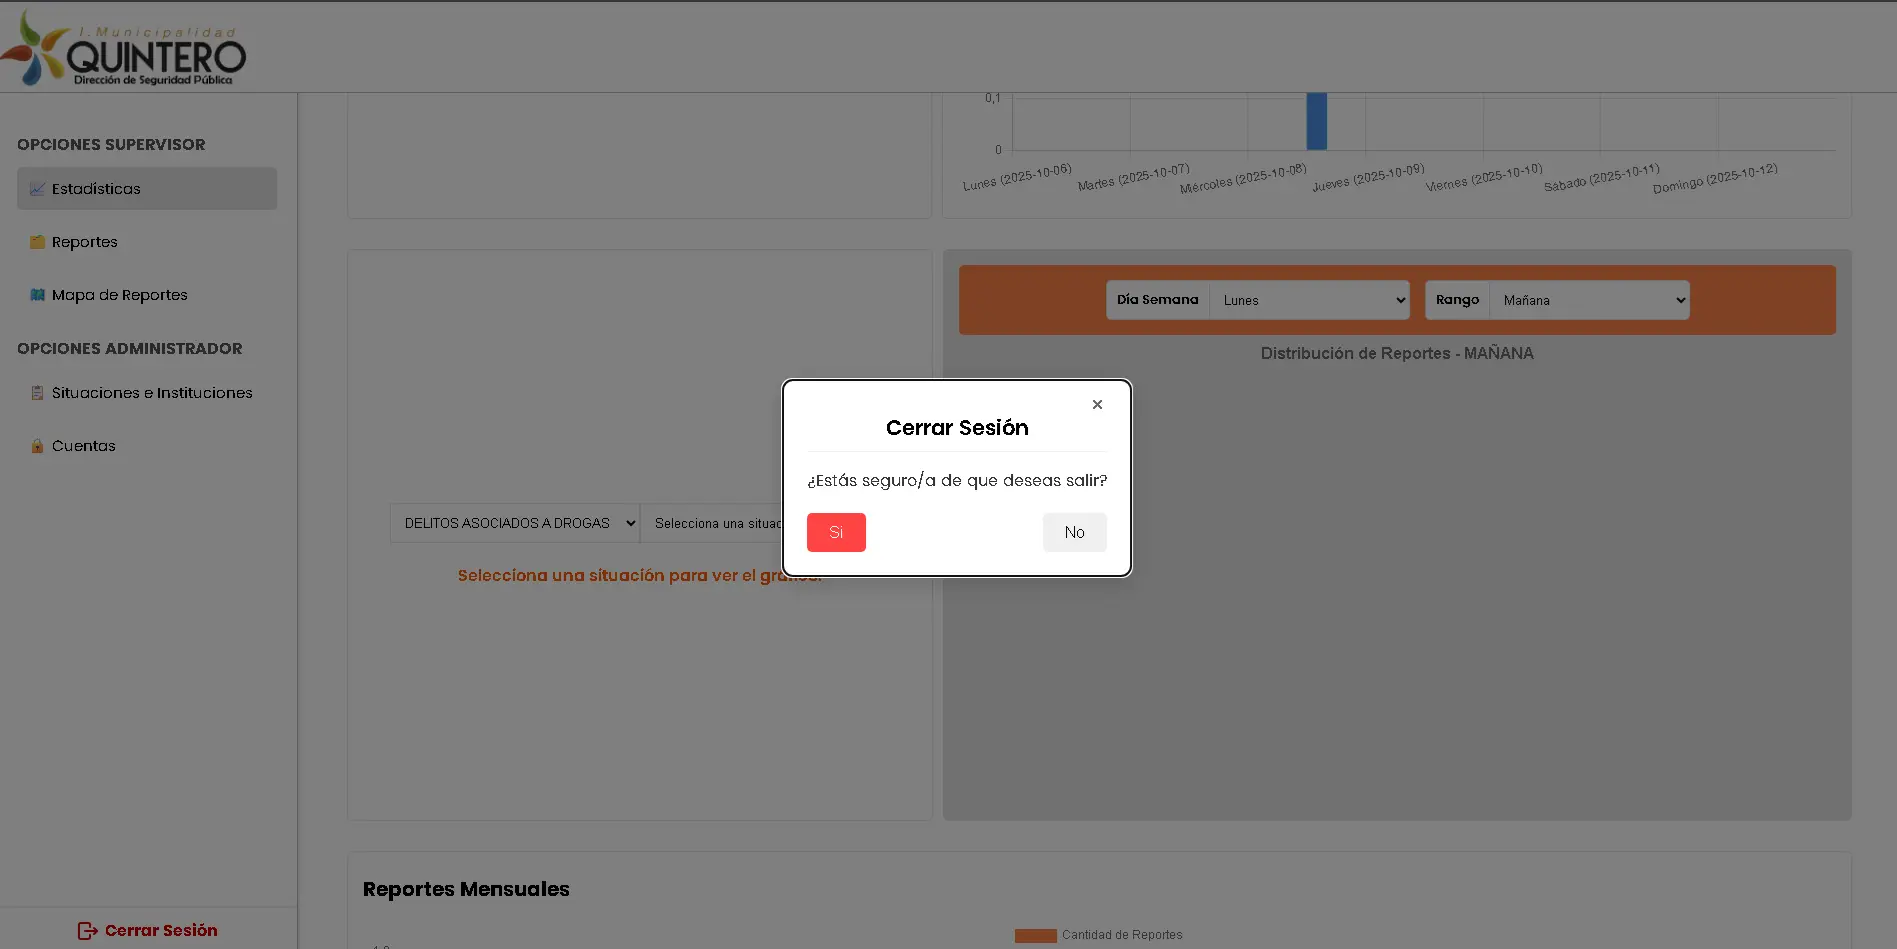 I. Municipalidad
QUINTERO
Dirección de Seguridad Pública
OPCIONES SUPERVISOR
Estadísticas
Reportes
Mapa de Reportes
OPCIONES ADMINISTRADOR
Situaciones e Instituciones
Cuentas
Cerrar Sesión
0,1
0
Lunes (2025-10-06)
Martes (2025-10-07)
Miércoles (2025-10-08)
Jueves (2025-10-09)
Viernes (2025-10-10)
Sábado (2025-10-11)
Domingo (2025-10-12)
Día Semana
Lunes
Rango
Mañana
Distribución de Reportes - MAÑANA
×
Cerrar Sesión
¿Estás seguro/a de que deseas salir?
Si
No
DELITOS ASOCIADOS A DROGAS
Selecciona una situac
Selecciona una situación para ver el gráfico.
Reportes Mensuales
Cantidad de Reportes